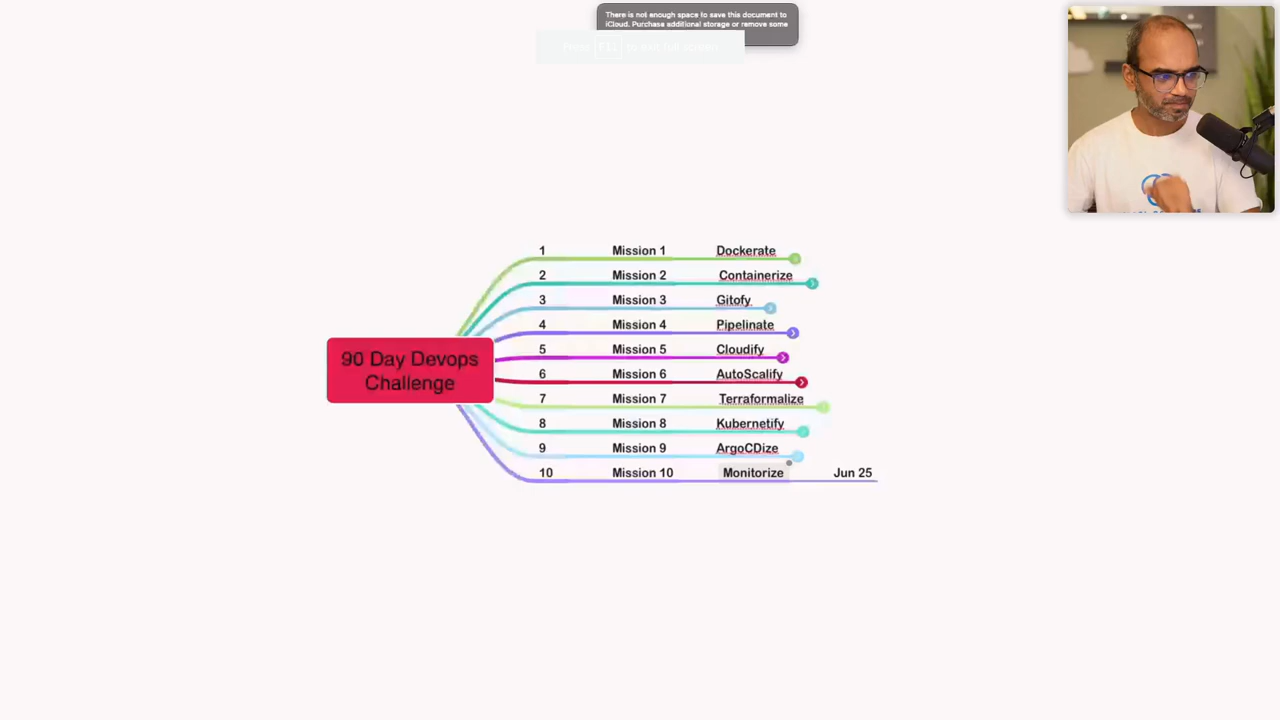 There is not enough space to save this document to
iCloud. Purchase additional storage or remove some
1 Mission 1 Dockerate
2 Mission 2 Containerize
3 Mission 3 Gitofy
4 Mission 4 Pipelinate
90 Day Devops
Challenge
5 Mission 5 Cloudify
6 Mission 6 AutoScalify
7 Mission 7 Terraformalize
8 Mission 8 Kubernetify
9 Mission 9 ArgoCDize
10 Mission 10 Monitorize Jun 25